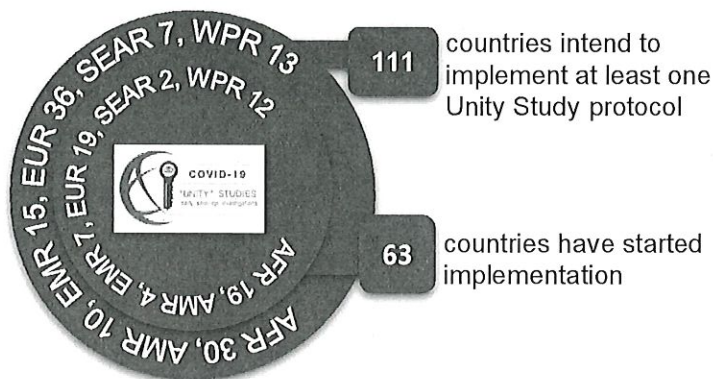 AFR 30, AMR 10, EMR 15, EUR 36, SEAR 7, WPR 13
AFR 19, AMR 4, EMR 7, EUR 19, SEAR 2, WPR 12
COVID-19
"UNITY" STUDIES
111
countries intend to
implement at least one
Unity Study protocol
63
countries have started
implementation